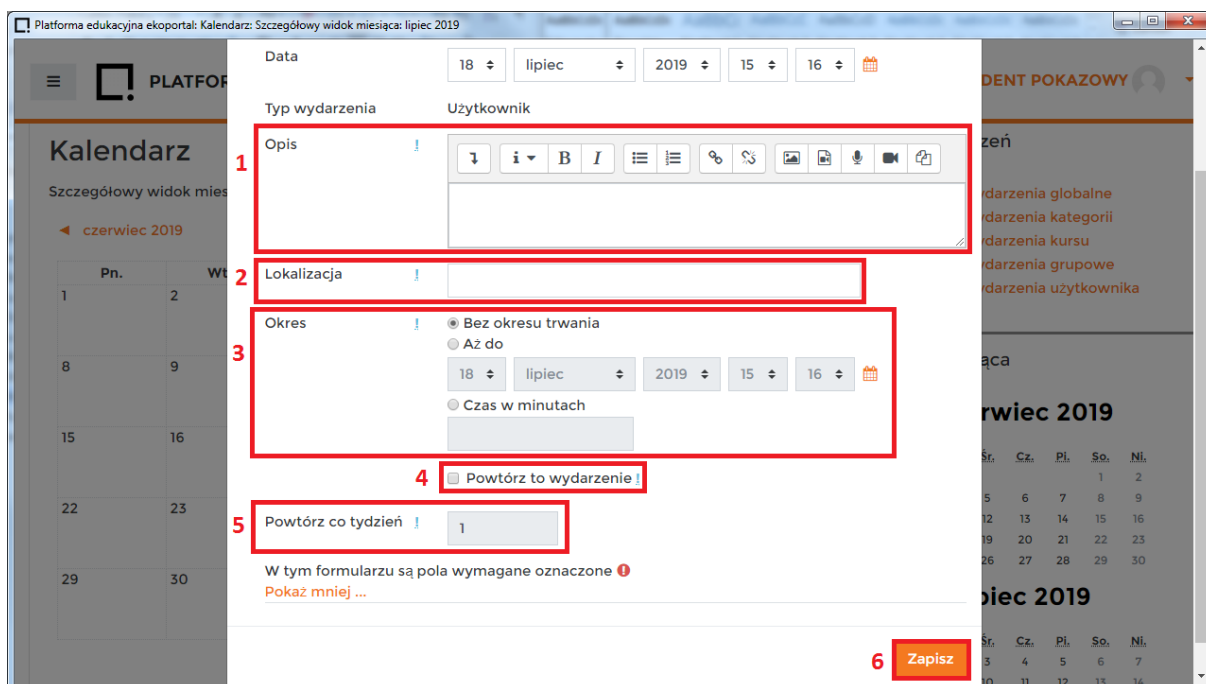 Platforma edukacyjna ekoportal: Kalendarz: Szczegółowy widok miesiąca: lipiec 2019
PLATFOR
DENT POKAZOWY
Kalendarz
Szczegółowy widok mies
czerwiec 2019
Pn. Wt
1 2
8 9
15 16
22 23
29 30
Data 18 lipiec 2019 15 16
Typ wydarzenia Użytkownik
1 Opis !
B I
2 Lokalizacja !
3 Okres ! Bez okresu trwania
Aż do
18 lipiec 2019 15 16
Czas w minutach
4 Powtórz to wydarzenie !
5 Powtórz co tydzień ! 1
W tym formularzu są pola wymagane oznaczone
Pokaż mniej ...
6 Zapisz
zeń
ydarzenia globalne
ydarzenia kategorii
ydarzenia kursu
ydarzenia grupowe
ydarzenia użytkownika
ąca
rwiec 2019
Śr. Cz. Pi. So. Ni.
1 2
5 6 7 8 9
12 13 14 15 16
19 20 21 22 23
26 27 28 29 30
piec 2019
Śr. Cz. Pi. So. Ni.
3 4 5 6 7
10 11 12 13 14